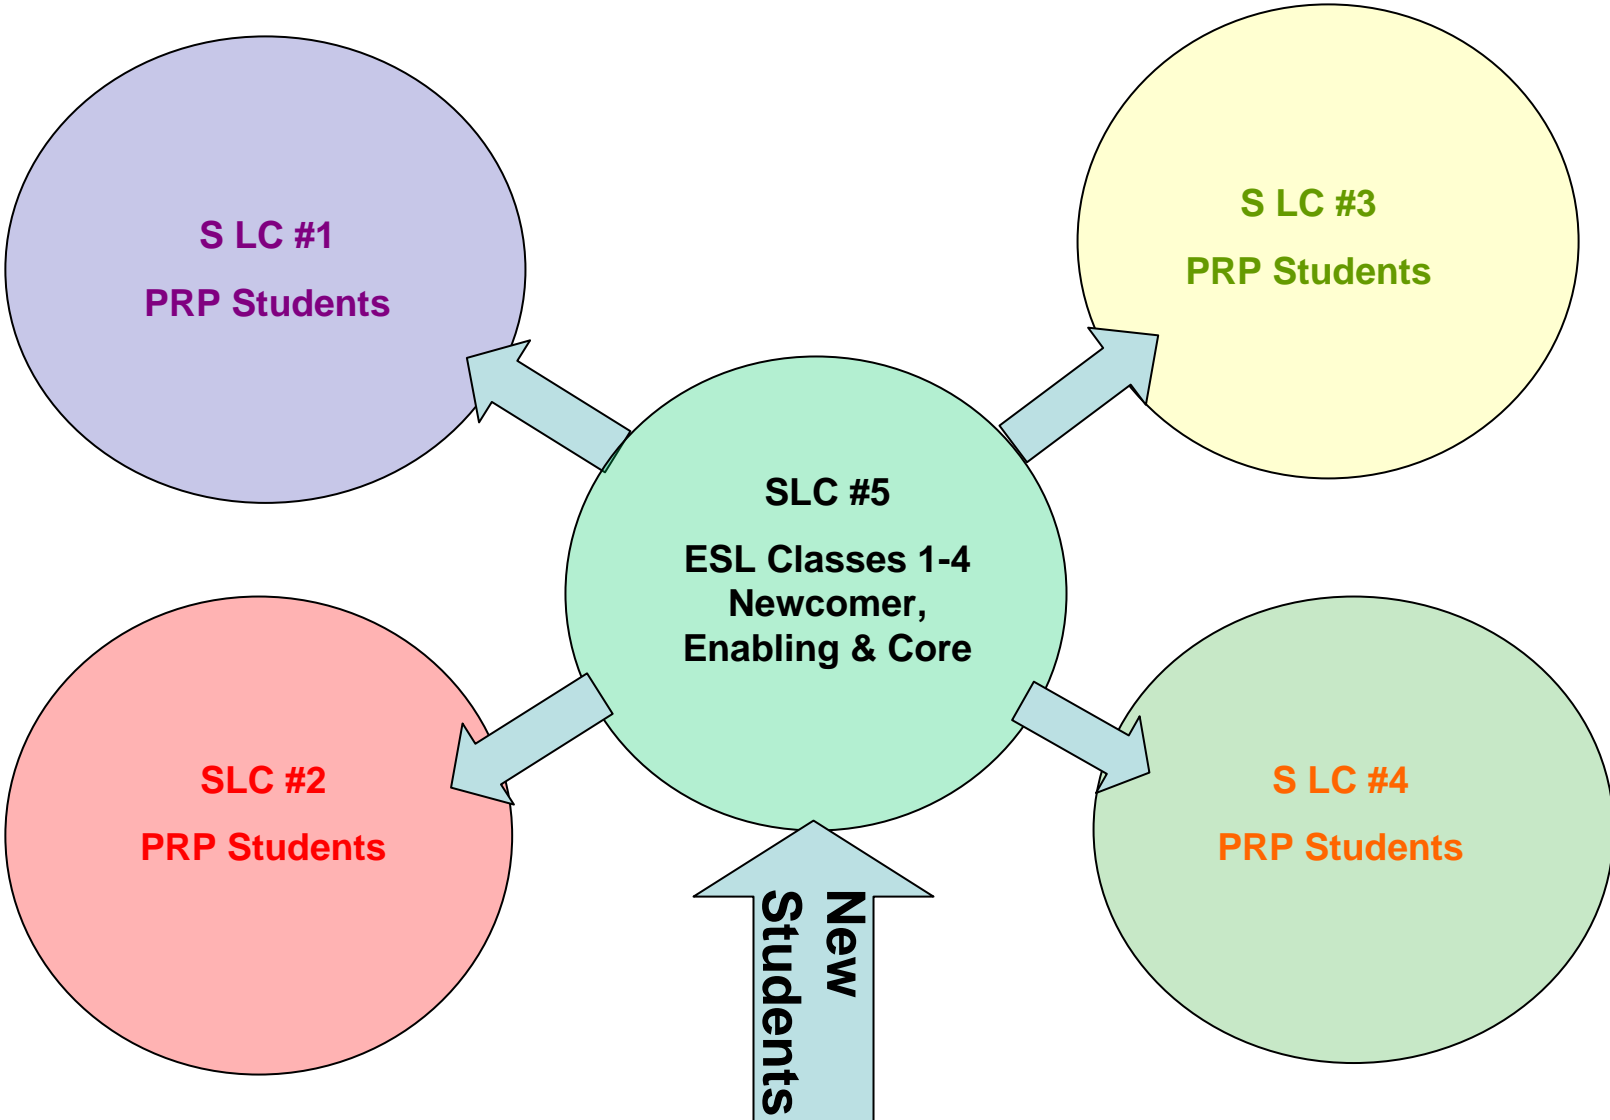 S LC #1
PRP Students
S LC #3
PRP Students
SLC #5
ESL Classes 1-4
Newcomer,
Enabling & Core
SLC #2
PRP Students
S LC #4
PRP Students
New
Students